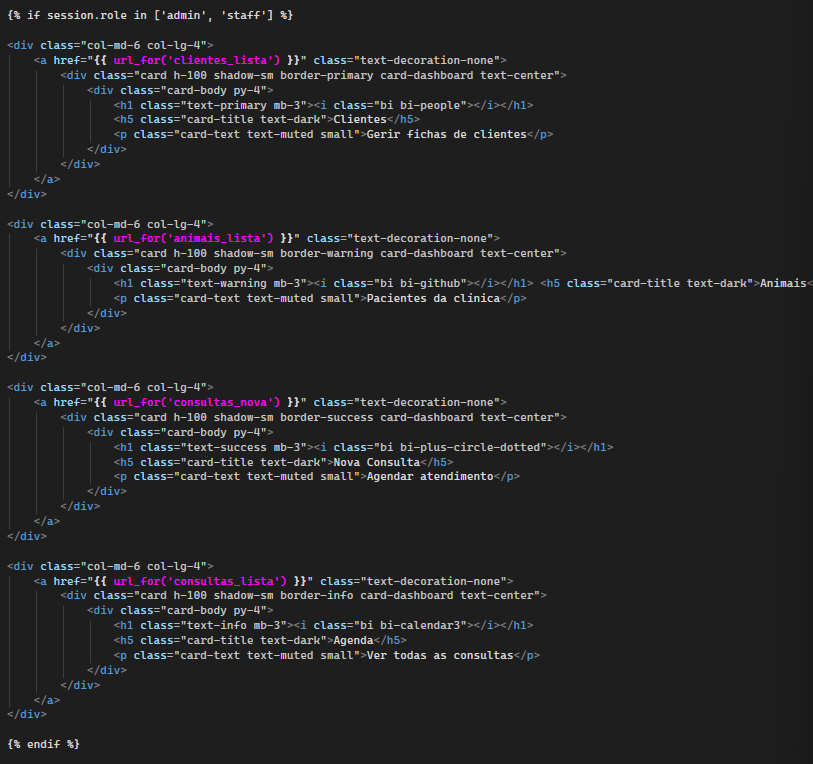 {% if session.role in ['admin', 'staff'] %}
<div class="col-md-6 col-lg-4">
<a href="{{ url_for('clientes_lista') }}" class="text-decoration-none">
<div class="card h-100 shadow-sm border-primary card-dashboard text-center">
<div class="card-body py-4">
<h1 class="text-primary mb-3"><i class="bi bi-people"></i></h1>
<h5 class="card-title text-dark">Clientes</h5>
<p class="card-text text-muted small">Gerir fichas de clientes</p>
</div>
</div>
</a>
</div>
<div class="col-md-6 col-lg-4">
<a href="{{ url_for('animais_lista') }}" class="text-decoration-none">
<div class="card h-100 shadow-sm border-warning card-dashboard text-center">
<div class="card-body py-4">
<h1 class="text-warning mb-3"><i class="bi bi-github"></i></h1> <h5 class="card-title text-dark">Animais<
<p class="card-text text-muted small">Pacientes da clinica</p>
</div>
</div>
</a>
</div>
<div class="col-md-6 col-lg-4">
<a href="{{ url_for('consultas_nova') }}" class="text-decoration-none">
<div class="card h-100 shadow-sm border-success card-dashboard text-center">
<div class="card-body py-4">
<h1 class="text-success mb-3"><i class="bi bi-plus-circle-dotted"></i></h1>
<h5 class="card-title text-dark">Nova Consulta</h5>
<p class="card-text text-muted small">Agendar atendimento</p>
</div>
</div>
</a>
</div>
<div class="col-md-6 col-lg-4">
<a href="{{ url_for('consultas_lista') }}" class="text-decoration-none">
<div class="card h-100 shadow-sm border-info card-dashboard text-center">
<div class="card-body py-4">
<h1 class="text-info mb-3"><i class="bi bi-calendar3"></i></h1>
<h5 class="card-title text-dark">Agenda</h5>
<p class="card-text text-muted small">Ver todas as consultas</p>
</div>
</div>
</a>
</div>
{% endif %}